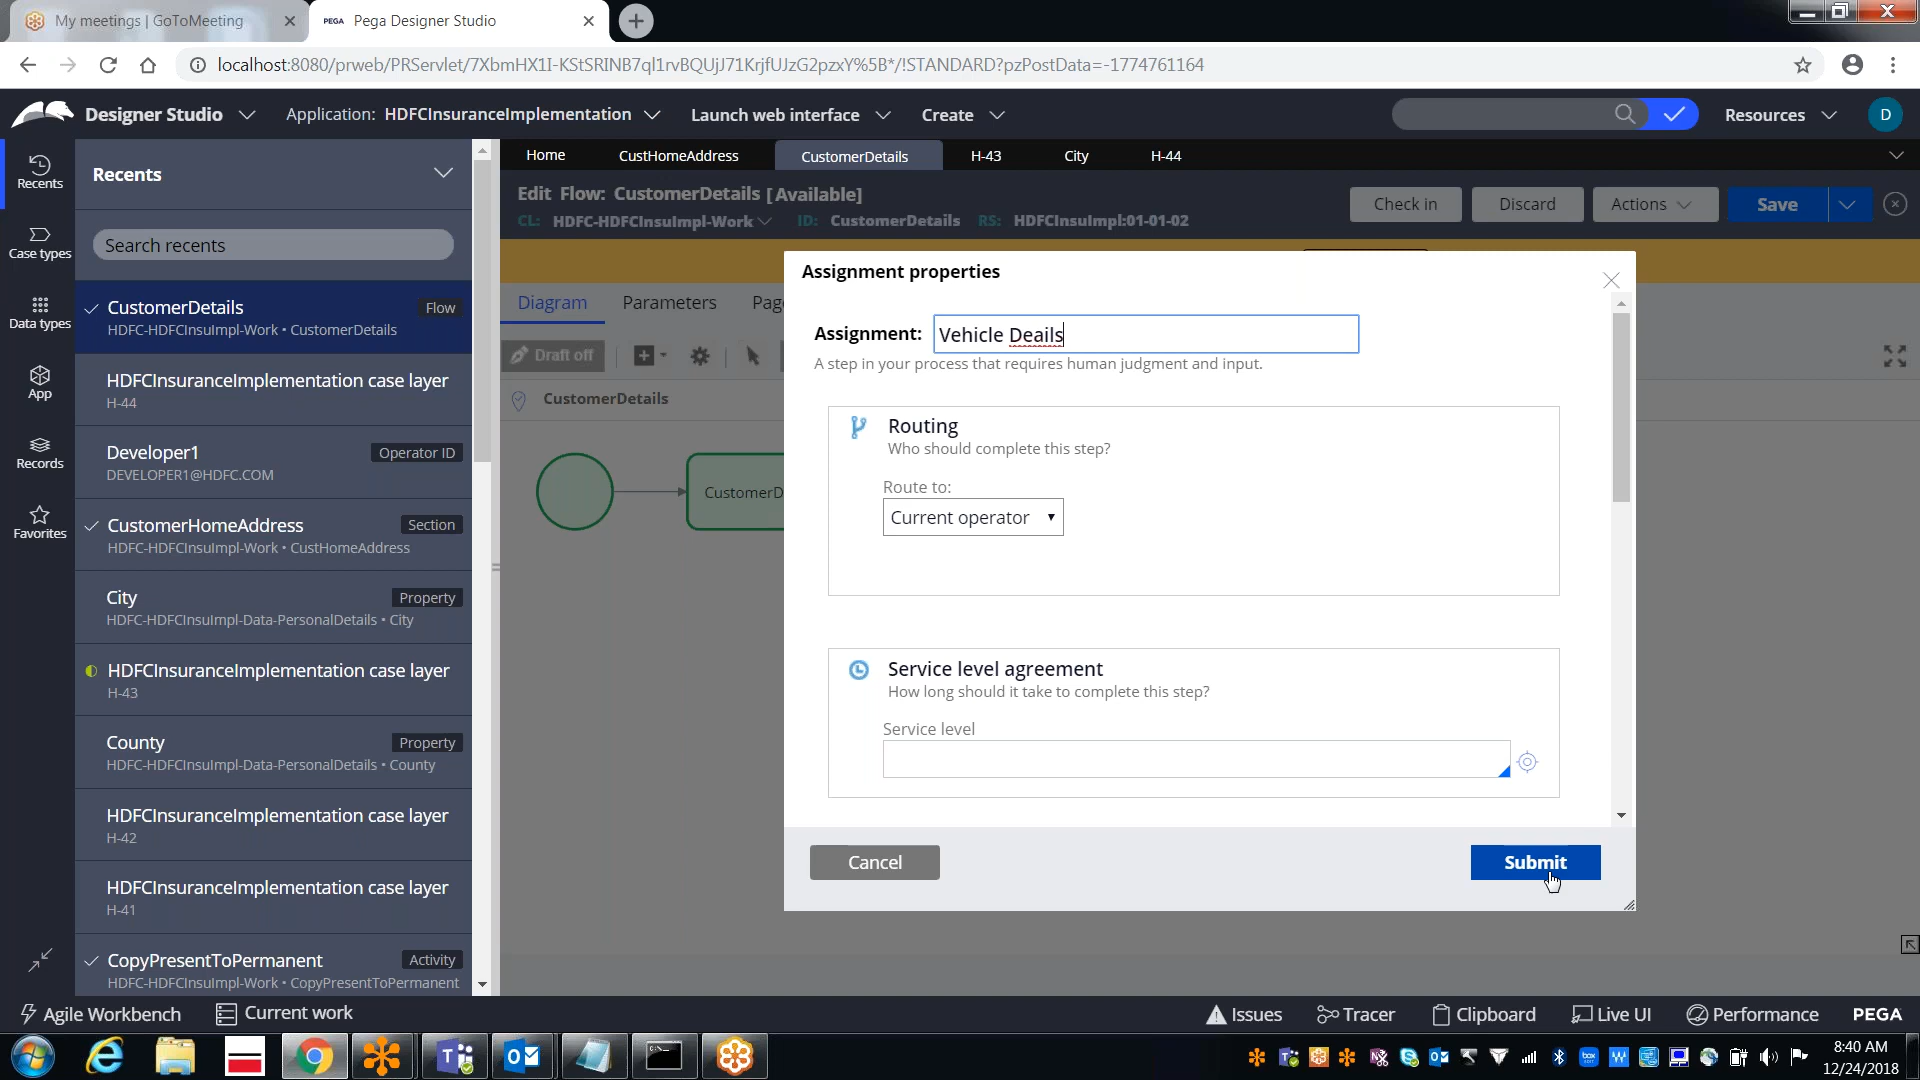 My meetings | GoToMeeting
PEGA Pega Designer Studio
localhost:8080/prweb/PRServlet/7XbmHX1I-KStSRINB7ql1rvBQUjJ71KrjfUJzG2pzxY%5B*/!STANDARD?pzPostData=-1774761164
Designer Studio
Application: HDFCInsuranceImplementation
Launch web interface
Create
Resources
D
Home
CustHomeAddress
CustomerDetails
H-43
City
H-44
Recents
Case types
Data types
App
Records
Favorites
Recents
Search recents
CustomerDetails Flow
HDFC-HDFCInsuImpl-Work • CustomerDetails
HDFCInsuranceImplementation case layer
H-44
Developer1 Operator ID
DEVELOPER1@HDFC.COM
CustomerHomeAddress Section
HDFC-HDFCInsuImpl-Work • CustHomeAddress
City Property
HDFC-HDFCInsuImpl-Data-PersonalDetails • City
HDFCInsuranceImplementation case layer
H-43
County Property
HDFC-HDFCInsuImpl-Data-PersonalDetails • County
HDFCInsuranceImplementation case layer
H-42
HDFCInsuranceImplementation case layer
H-41
CopyPresentToPermanent Activity
HDFC-HDFCInsuImpl-Work • CopyPresentToPermanent
Edit Flow: CustomerDetails [Available]
CL: HDFC-HDFCInsuImpl-Work ID: CustomerDetails RS: HDFCInsuImpl:01-01-02
Check in
Discard
Actions
Save
Diagram
Parameters
Pag
Draft off
CustomerDetails
CustomerD
Assignment properties
Assignment: Vehicle Deails
A step in your process that requires human judgment and input.
Routing
Who should complete this step?
Route to:
Current operator
Service level agreement
How long should it take to complete this step?
Service level
Cancel
Submit
Agile Workbench
Current work
Issues
Tracer
Clipboard
Live UI
Performance
PEGA
8:40 AM
12/24/2018